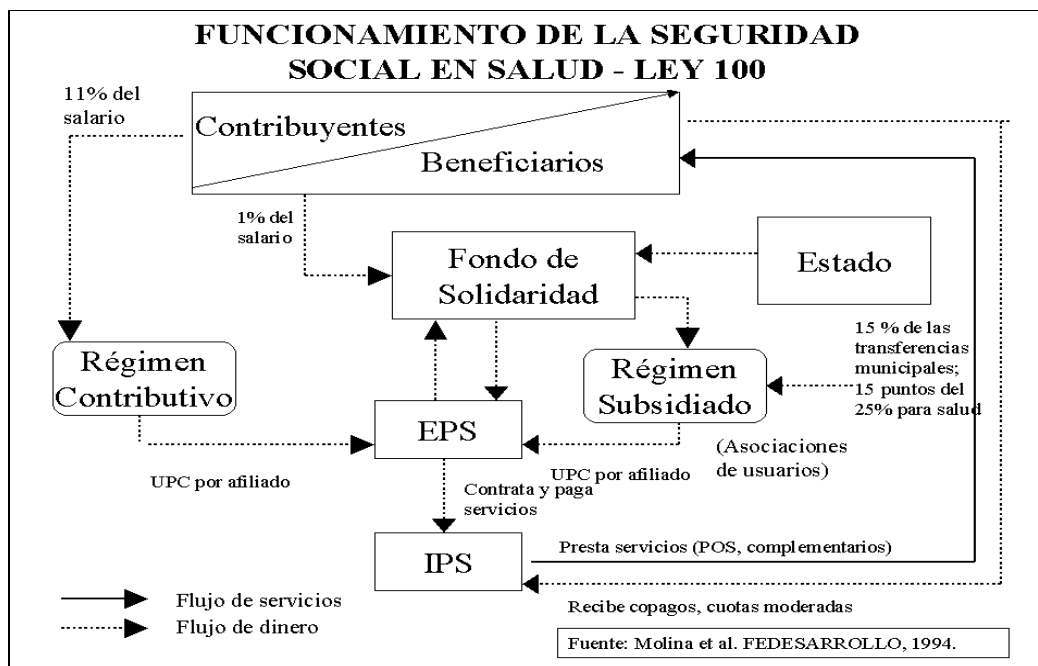 FUNCIONAMIENTO DE LA SEGURIDAD
SOCIAL EN SALUD - LEY 100
11% del
salario
Contribuyentes
Beneficiarios
1% del
salario
Fondo de
Solidaridad
Estado
Régimen
Contributivo
Régimen
Subsidiado
15 % de las
transferencias
municipales;
15 puntos del
25% para salud
EPS
(Asociaciones
de usuarios)
UPC por afiliado
UPC por afiliado
Contrata y paga
servicios
IPS
Presta servicios (POS, complementarios)
Recibe copagos, cuotas moderadas
Flujo de servicios
Flujo de dinero
Fuente: Molina et al. FEDESARROLLO, 1994.